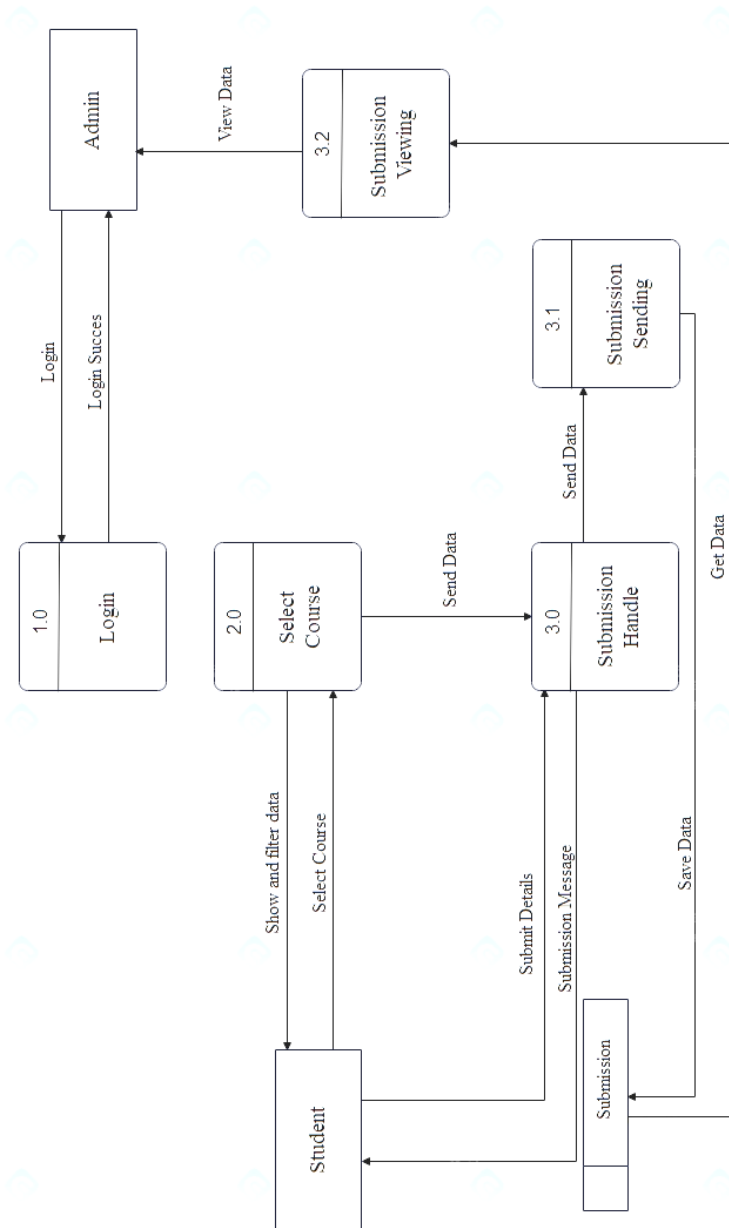 Admin
View Data
3.2
Submission
Viewing
Login
Login Succes
3.1
Submission
Sending
Send Data
Get Data
1.0
Login
2.0
Select
Course
Send Data
3.0
Submission
Handle
Show and filter data
Select Course
Submit Details
Submission Message
Save Data
Student
Submission